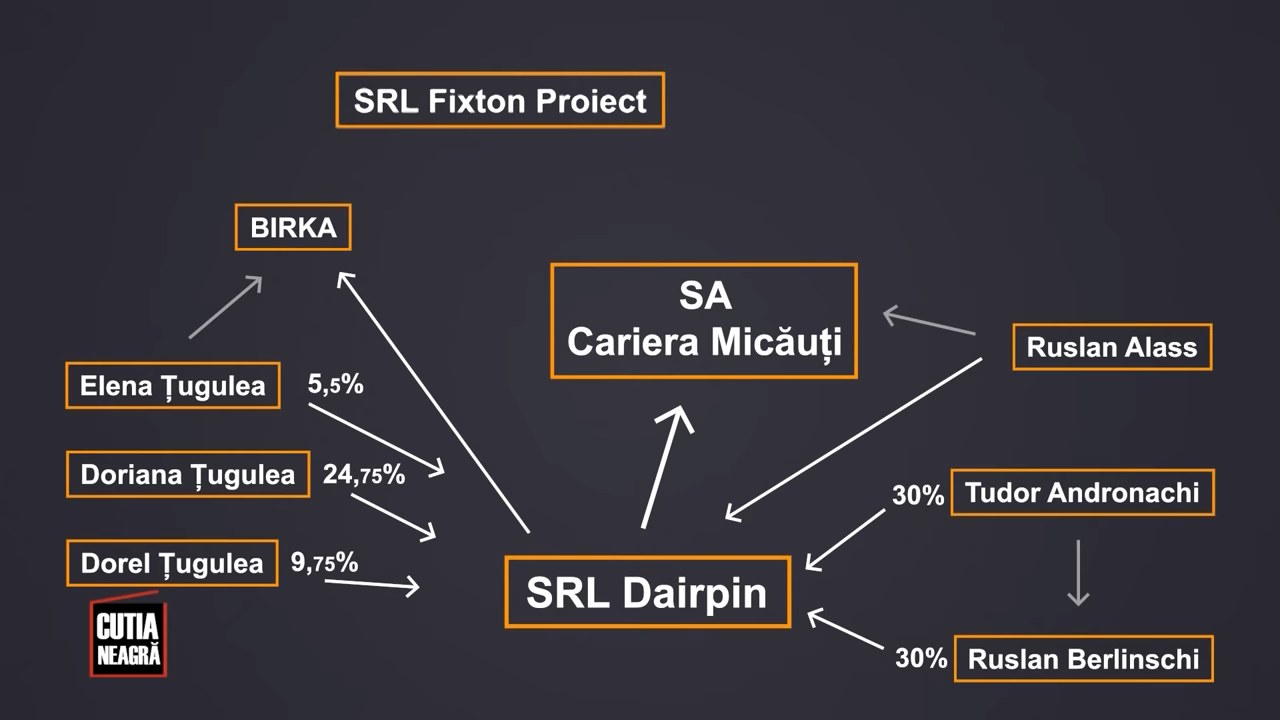 SRL Fixton Proiect
BIRKA
SA
Cariera Micăuți
Ruslan Alass
Elena Țugulea 5,5%
Doriana Țugulea 24,75%
30% Tudor Andronachi
Dorel Țugulea 9,75%
SRL Dairpin
CUTIA
NEAGRĂ
30% Ruslan Berlinschi